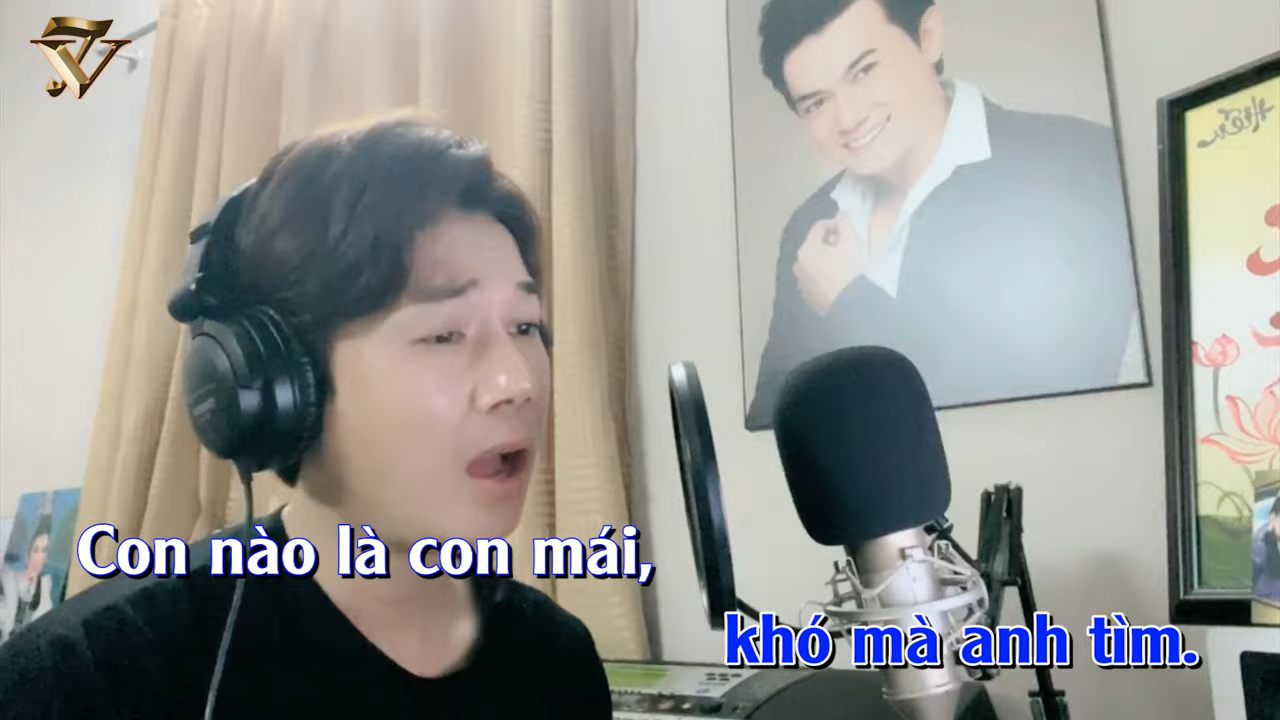 Con nào là con mái,
khó mà anh tìm.